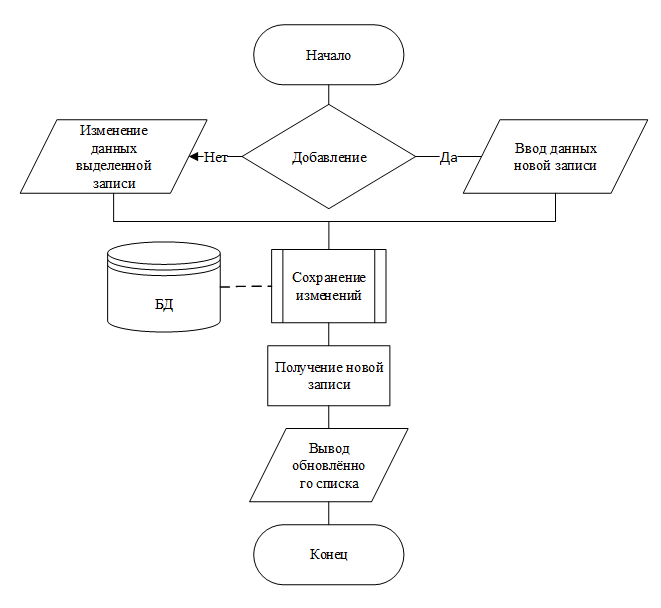 Начало
Изменение
данных
выделенной
записи
Нет
Добавление
Да
Ввод данных
новой записи
БД
Сохранение
изменений
Получение новой
записи
Вывод
обновлённо
го списка
Конец